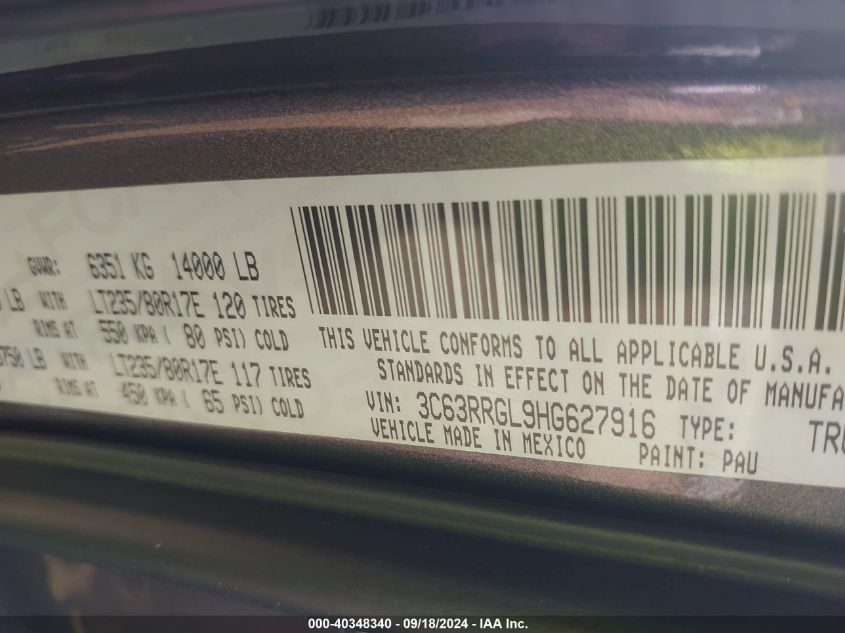 GVWR: 6351 KG 14000 LB
LB WITH LT235/80R17E 120 TIRES
RIMS AT 550 KPA ( 80 PSI) COLD
750 LB WITH LT235/80R17E 117 TIRES
RIMS AT 450 KPA ( 65 PSI) COLD
THIS VEHICLE CONFORMS TO ALL APPLICABLE U.S.A.
STANDARDS IN EFFECT ON THE DATE OF MANUFA
VIN: 3C63RRGL9HG627916 TYPE: TRU
VEHICLE MADE IN MEXICO PAINT: PAU
000-40348340 - 09/18/2024 - IAA Inc.